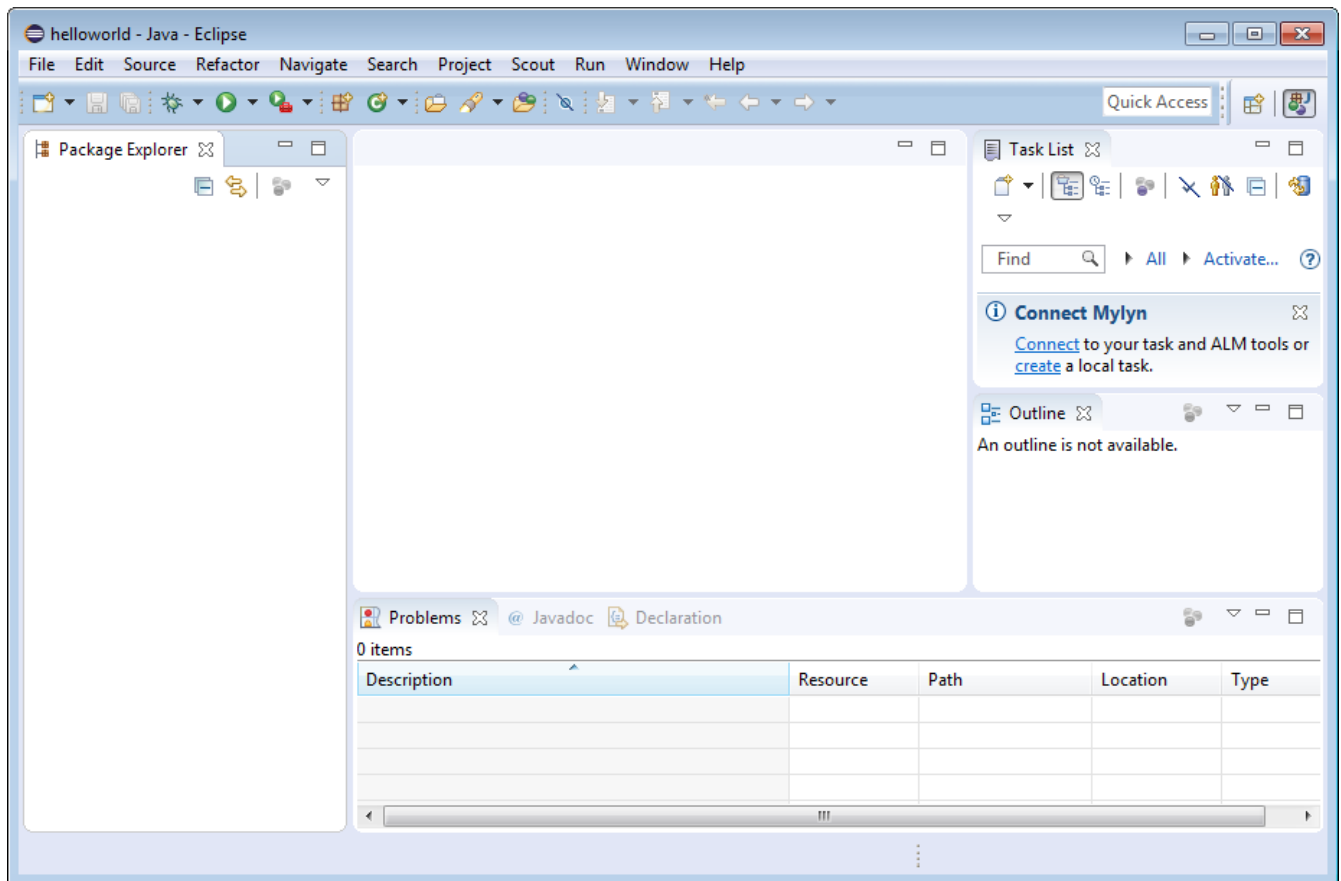 helloworld - Java - Eclipse
File Edit Source Refactor Navigate Search Project Scout Run Window Help
Quick Access
Package Explorer
Task List
Find All Activate...
Connect Mylyn
Connect to your task and ALM tools or
create a local task.
Outline
An outline is not available.
Problems @ Javadoc Declaration
0 items
Description Resource Path Location Type